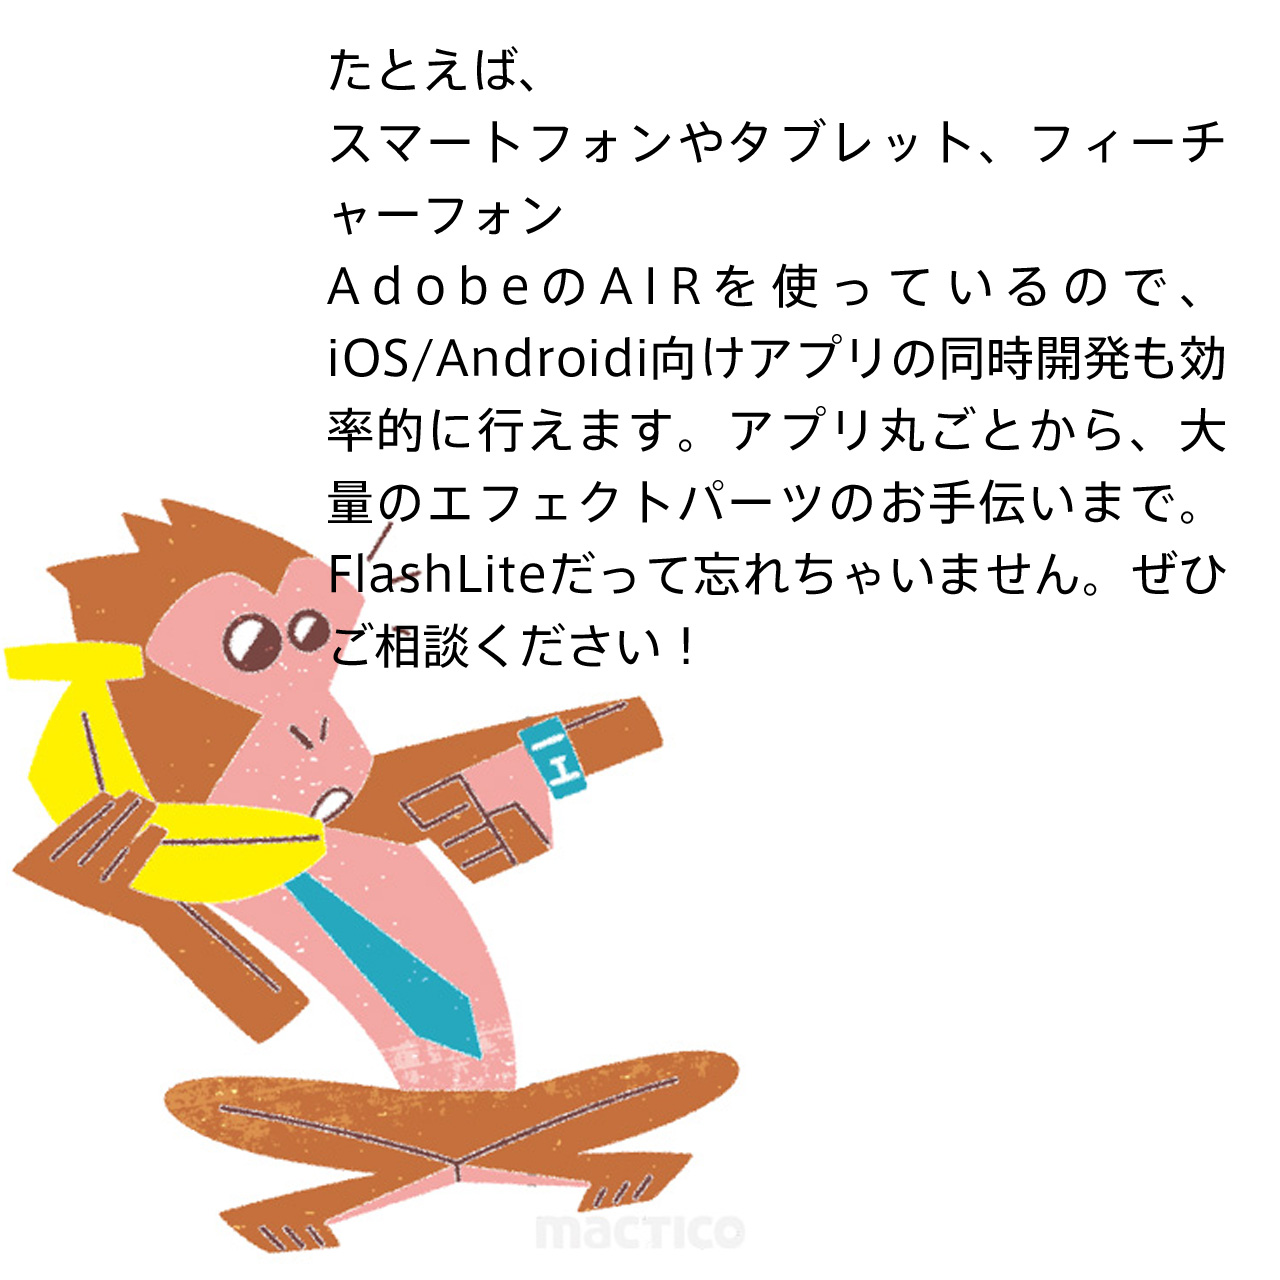 たとえば、
スマートフォンやタブレット、フィーチ
ャーフォン
AdobeのAIRを使っているので、
iOS/Androidi向けアプリの同時開発も効
率的に行えます。アプリ丸ごとから、大
量のエフェクトパーツのお手伝いまで。
FlashLiteだって忘れちゃいません。ぜひ
ご相談ください！
mactico